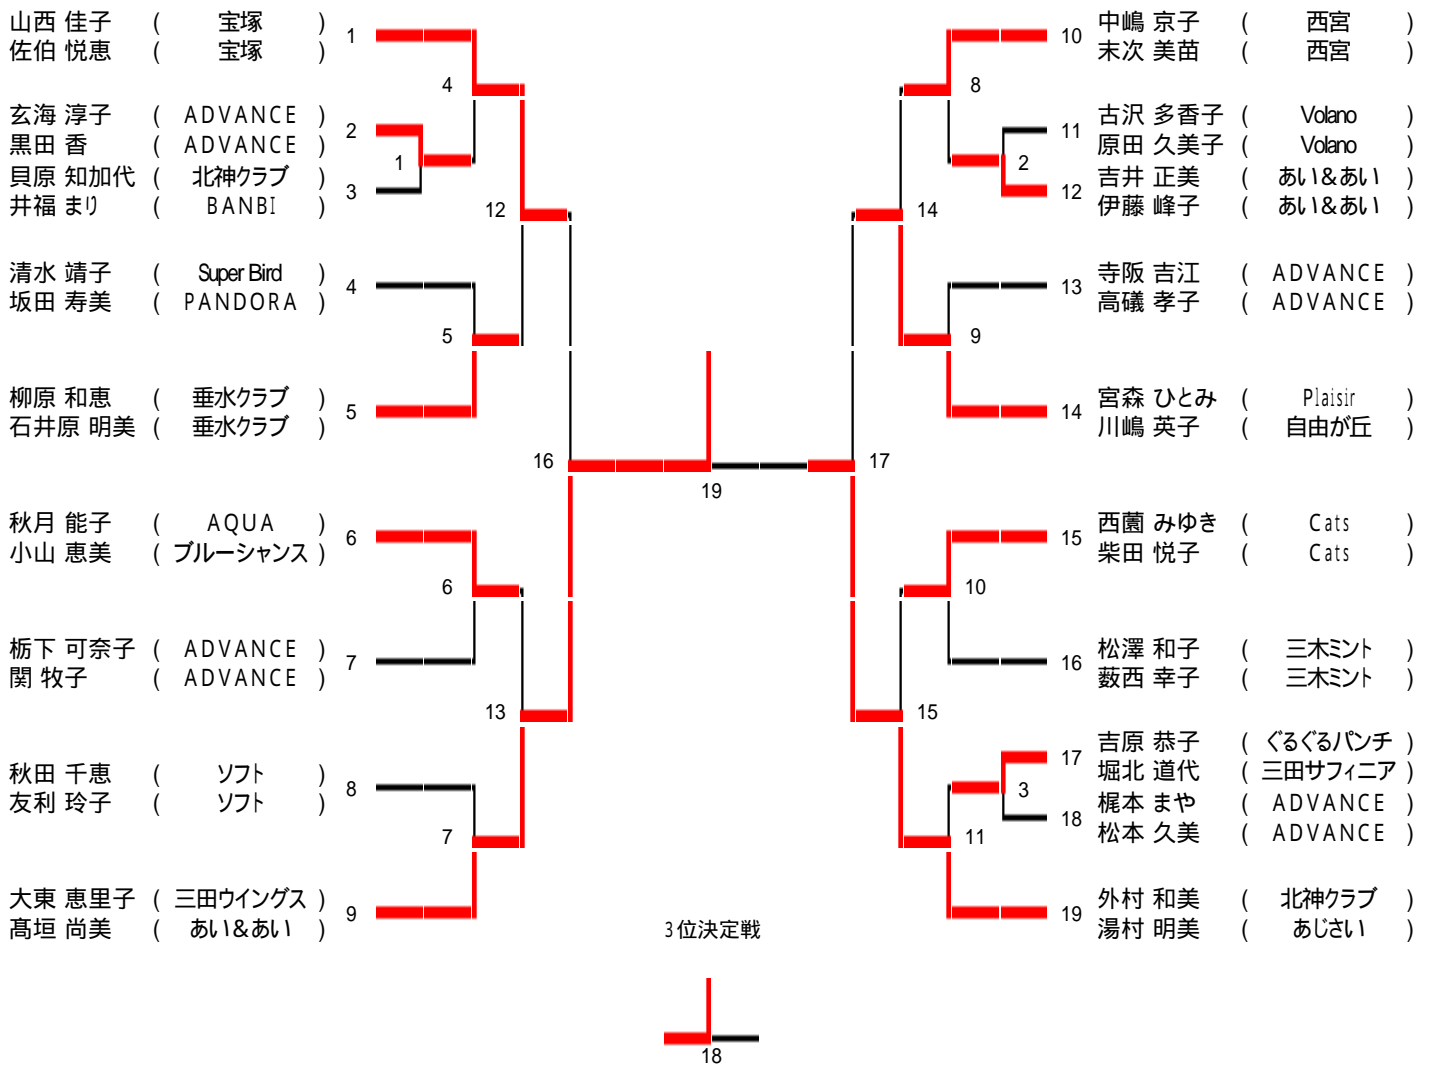 山西 佳子 ( 宝塚 ) 1
佐伯 悦恵 ( 宝塚 )
4
玄海 淳子 ( ADVANCE ) 2
黒田 香 ( ADVANCE )
1
貝原 知加代 ( 北神クラブ ) 3
井福 まり ( BANBI )
12
清水 靖子 ( Super Bird ) 4
坂田 寿美 ( PANDORA )
5
柳原 和恵 ( 垂水クラブ ) 5
石井原 明美 ( 垂水クラブ )
16
秋月 能子 ( AQUA ) 6
小山 恵美 ( ブルーシャンス )
6
栃下 可奈子 ( ADVANCE ) 7
関 牧子 ( ADVANCE )
13
秋田 千恵 ( ソフト ) 8
友利 玲子 ( ソフト )
7
大東 恵里子 ( 三田ウイングス ) 9
髙垣 尚美 ( あい&あい )
19
10 中嶋 京子 ( 西宮 )
末次 美苗 ( 西宮 )
8
11 古沢 多香子 ( Volano )
原田 久美子 ( Volano )
2
12 吉井 正美 ( あい&あい )
伊藤 峰子 ( あい&あい )
14
13 寺阪 吉江 ( ADVANCE )
高礒 孝子 ( ADVANCE )
9
14 宮森 ひとみ ( Plaisir )
川嶋 英子 ( 自由が丘 )
17
15 西薗 みゆき ( Cats )
柴田 悦子 ( Cats )
10
16 松澤 和子 ( 三木ミント )
薮西 幸子 ( 三木ミント )
15
17 吉原 恭子 ( ぐるぐるパンチ )
堀北 道代 ( 三田サフィニア )
3
18 梶本 まや ( ADVANCE )
松本 久美 ( ADVANCE )
11
19 外村 和美 ( 北神クラブ )
湯村 明美 ( あじさい )
3位決定戦
18